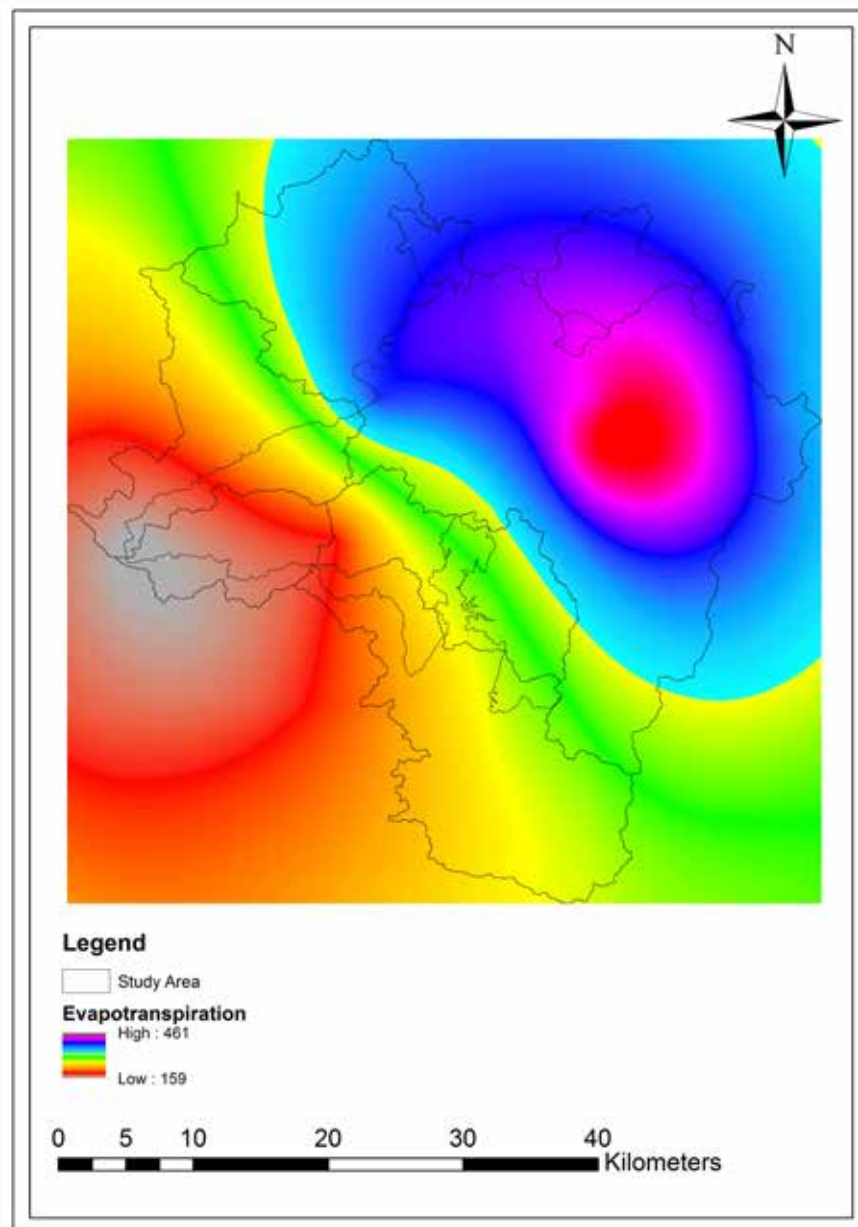 N
Legend
Study Area
Evapotranspiration
High : 461
Low : 159
0 5 10 20 30 40
Kilometers